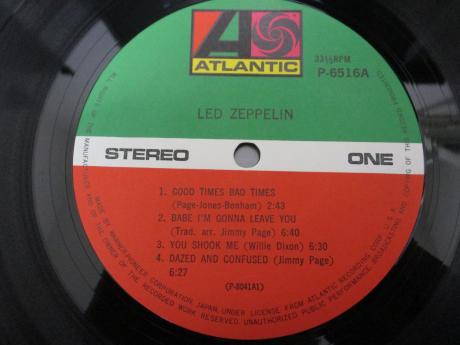 ATLANTIC
33⅓RPM
P-6516A
LED ZEPPELIN
STEREO
ONE
1. GOOD TIMES BAD TIMES
(Page-Jones-Bonham) 2:43
2. BABE I'M GONNA LEAVE YOU
(Trad. arr. Jimmy Page) 6:40
3. YOU SHOOK ME (Willie Dixon) 6:30
4. DAZED AND CONFUSED (Jimmy Page)
6:27
(P-8041A1)
MADE BY WARNER-PIONEER CORPORATION, JAPAN, UNDER LICENSE FROM ATLANTIC RECORDING CORP., U.S.A.
ALL RIGHTS OF THE MANUFACTURER AND OF THE OWNER OF THE RECORDED WORK RESERVED. UNAUTHORIZED PUBLIC PERFORMANCE BROADCASTING AND COPYING OF THIS RECORD PROHIBITED